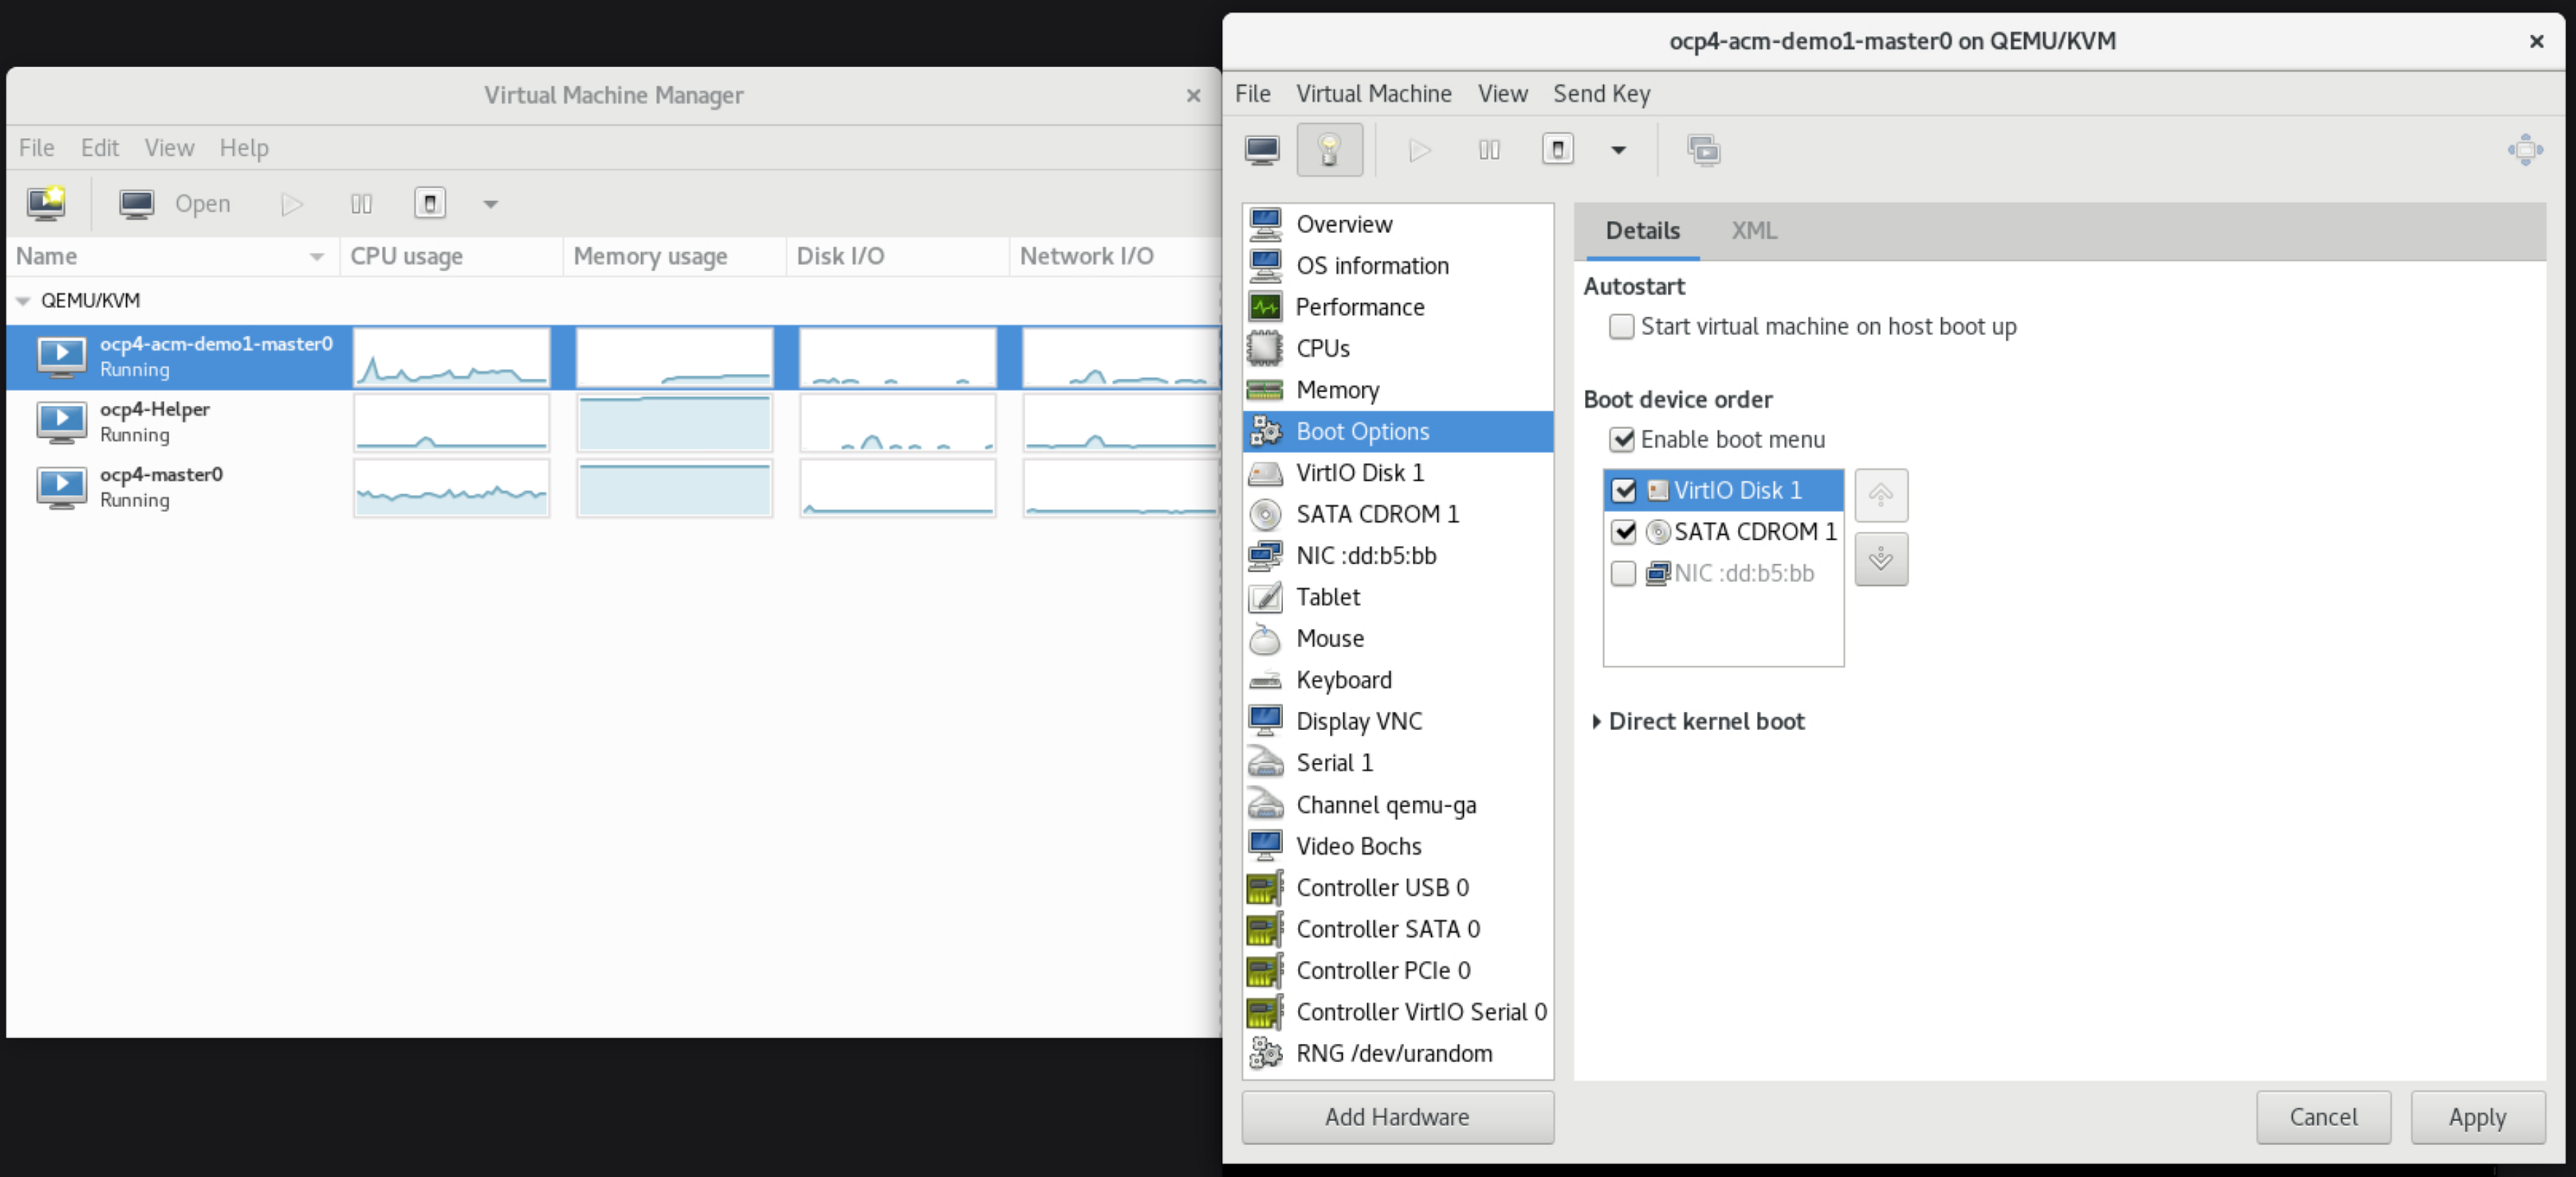 Virtual Machine Manager
File Edit View Help
Open
Name CPU usage Memory usage Disk I/O Network I/O
QEMU/KVM
ocp4-acm-demo1-master0
Running
ocp4-Helper
Running
ocp4-master0
Running
ocp4-acm-demo1-master0 on QEMU/KVM
File Virtual Machine View Send Key
Overview
OS information
Performance
CPUs
Memory
Boot Options
VirtIO Disk 1
SATA CDROM 1
NIC :dd:b5:bb
Tablet
Mouse
Keyboard
Display VNC
Serial 1
Channel qemu-ga
Video Bochs
Controller USB 0
Controller SATA 0
Controller PCIe 0
Controller VirtIO Serial 0
RNG /dev/urandom
Add Hardware
Details XML
Autostart
Start virtual machine on host boot up
Boot device order
Enable boot menu
VirtIO Disk 1
SATA CDROM 1
NIC :dd:b5:bb
Direct kernel boot
Cancel Apply